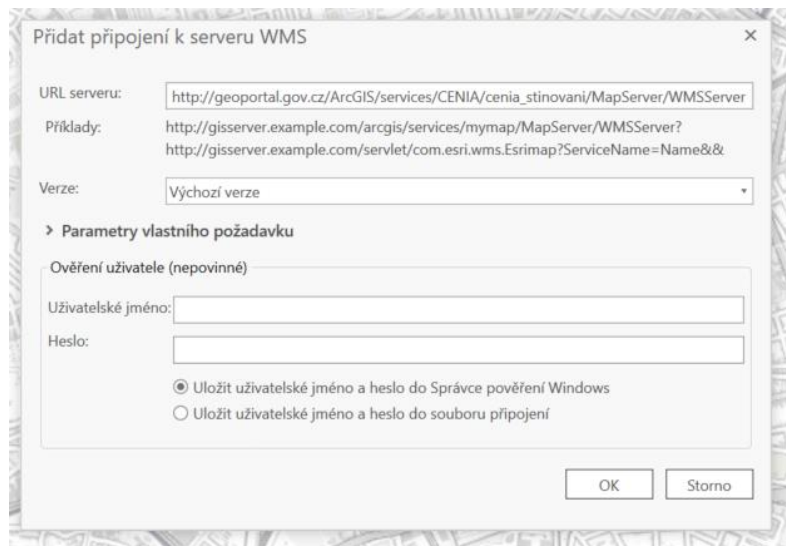 Přidat připojení k serveru WMS
URL serveru: http://geoportal.gov.cz/ArcGIS/services/CENIA/cenia_stinovani/MapServer/WMSServer
Příklady: http://gisserver.example.com/arcgis/services/mymap/MapServer/WMSServer?
http://gisserver.example.com/servlet/com.esri.wms.Esrimap?ServiceName=Name&&
Verze: Výchozí verze
Parametry vlastního požadavku
Ověření uživatele (nepovinné)
Uživatelské jméno:
Heslo:
Uložit uživatelské jméno a heslo do Správce pověření Windows
Uložit uživatelské jméno a heslo do souboru připojení
OK Storno